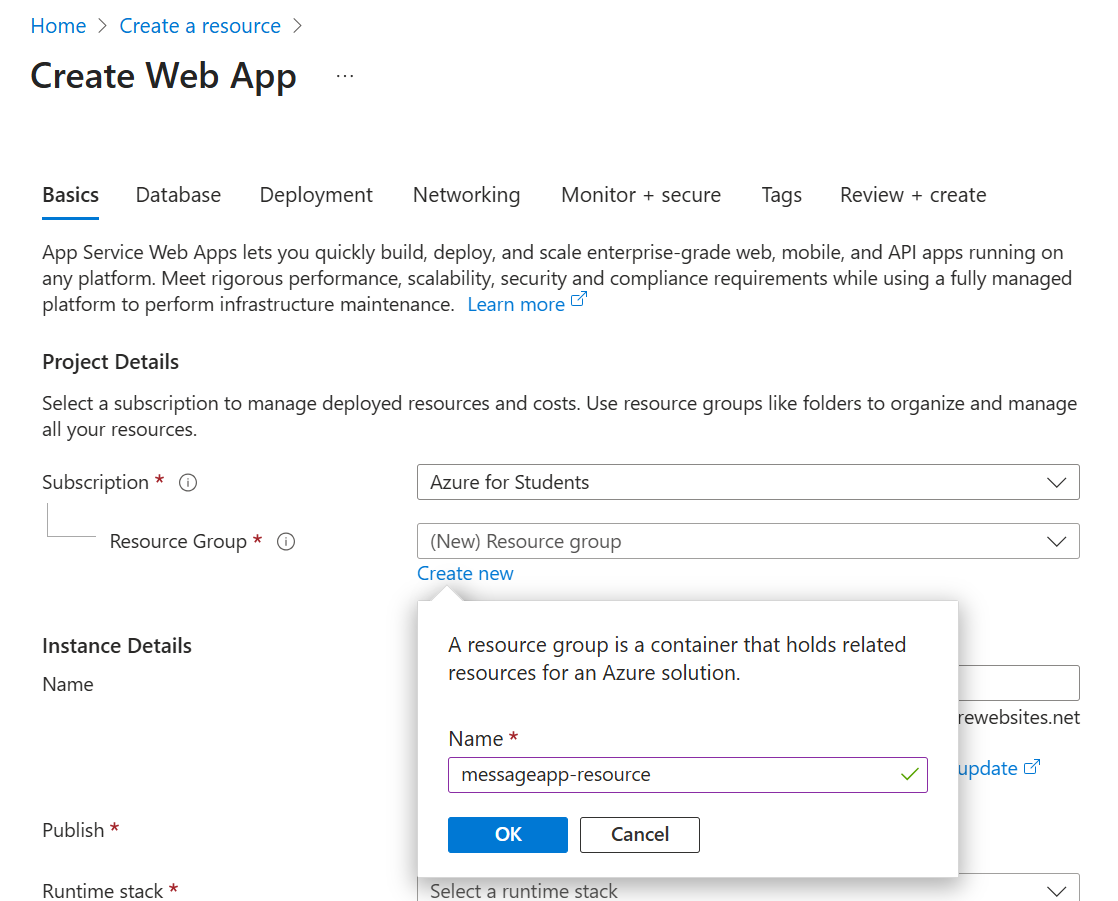 Home > Create a resource >
Create Web App ...
Basics Database Deployment Networking Monitor + secure Tags Review + create
App Service Web Apps lets you quickly build, deploy, and scale enterprise-grade web, mobile, and API apps running on
any platform. Meet rigorous performance, scalability, security and compliance requirements while using a fully managed
platform to perform infrastructure maintenance. Learn more
Project Details
Select a subscription to manage deployed resources and costs. Use resource groups like folders to organize and manage
all your resources.
Subscription *
Azure for Students
Resource Group *
(New) Resource group
Create new
A resource group is a container that holds related
resources for an Azure solution.
Name *
messageapp-resource
OK Cancel
Instance Details
Name
rewebsites.net
update
Publish *
Runtime stack *
Select a runtime stack